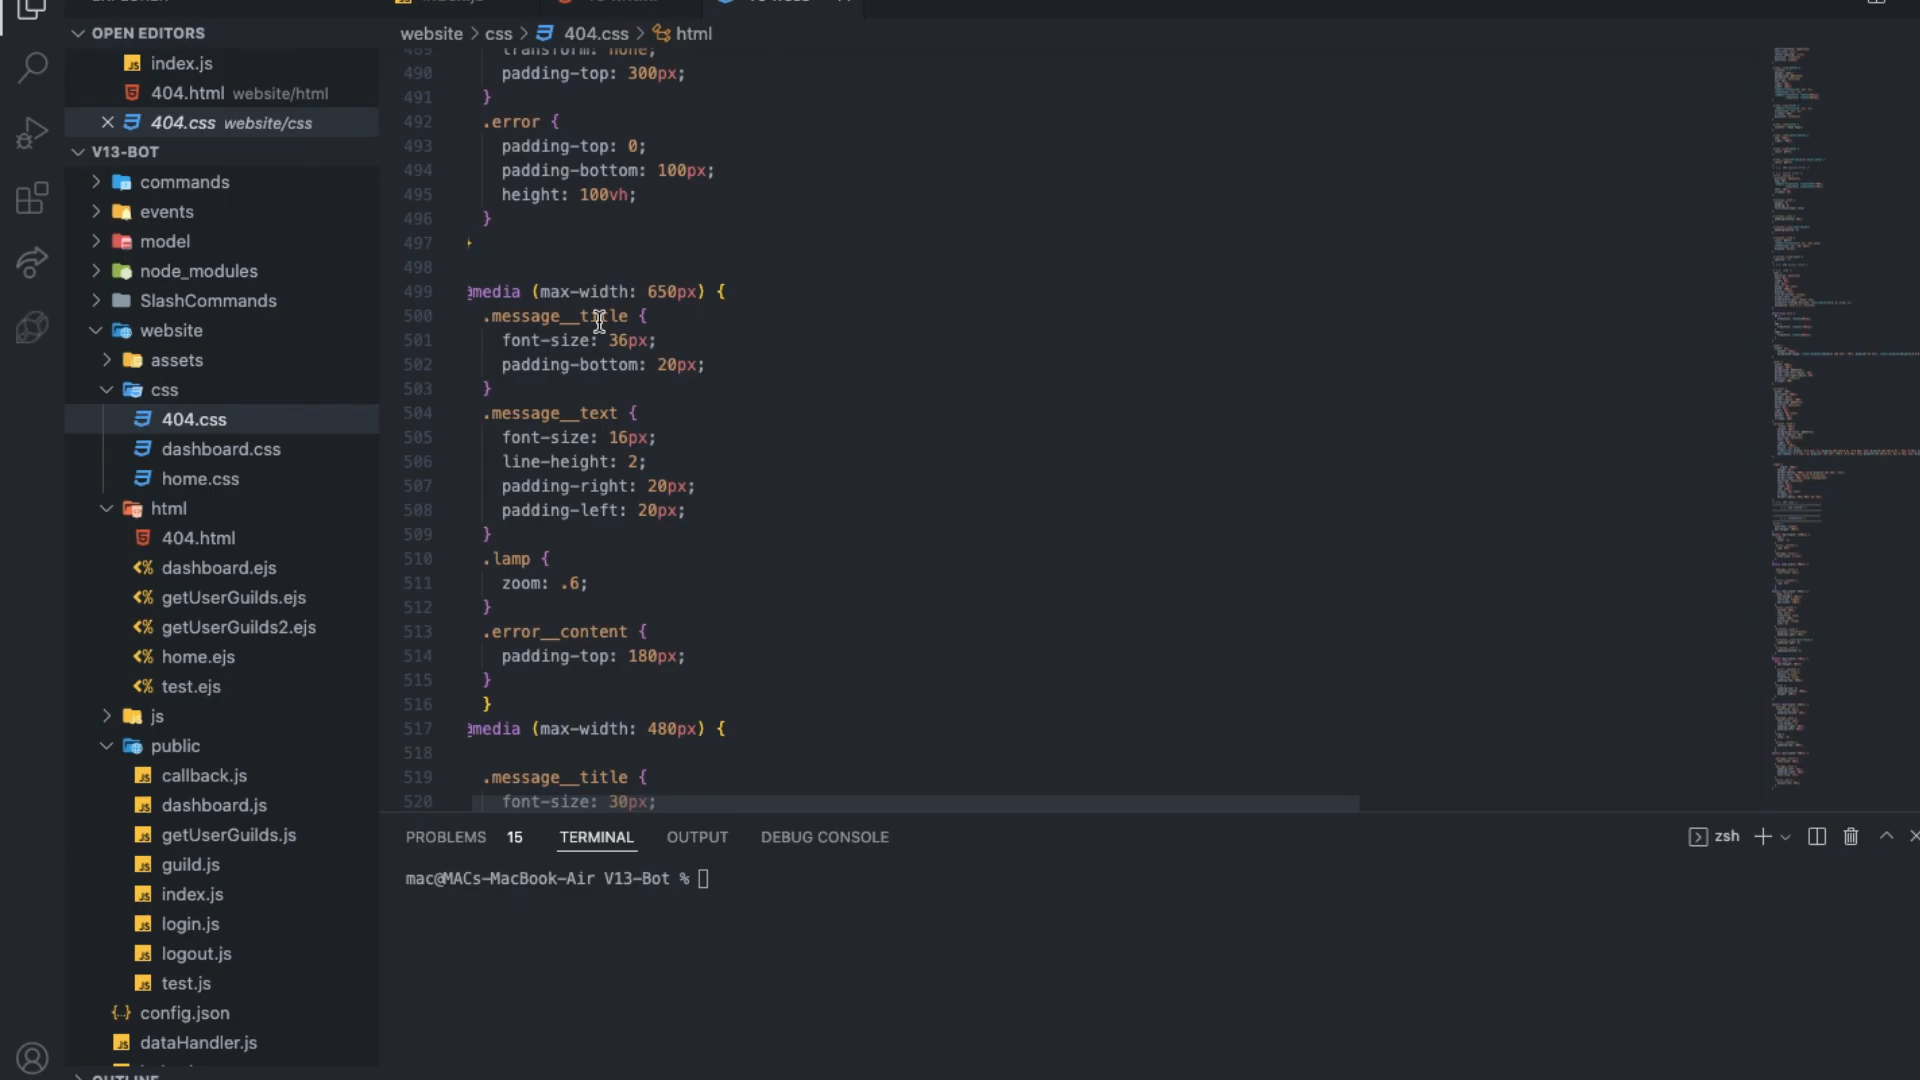 OPEN EDITORS
index.js
404.html website/html
404.css website/css
V13-BOT
commands
events
model
node_modules
SlashCommands
website
assets
css
404.css
dashboard.css
home.css
html
404.html
dashboard.ejs
getUserGuilds.ejs
getUserGuilds2.ejs
home.ejs
test.ejs
js
public
callback.js
dashboard.js
getUserGuilds.js
guild.js
index.js
login.js
logout.js
test.js
config.json
dataHandler.js
OUTLINE
website > css > 404.css > html
489 transform: none;
490 padding-top: 300px;
491 }
492 .error {
493 padding-top: 0;
494 padding-bottom: 100px;
495 height: 100vh;
496 }
497 }
498
499 @media (max-width: 650px) {
500 .message__title {
501 font-size: 36px;
502 padding-bottom: 20px;
503 }
504 .message__text {
505 font-size: 16px;
506 line-height: 2;
507 padding-right: 20px;
508 padding-left: 20px;
509 }
510 .lamp {
511 zoom: .6;
512 }
513 .error__content {
514 padding-top: 180px;
515 }
516 }
517 @media (max-width: 480px) {
518
519 .message__title {
520 font-size: 30px;
PROBLEMS 15 TERMINAL OUTPUT DEBUG CONSOLE
zsh
mac@MACs-MacBook-Air V13-Bot %